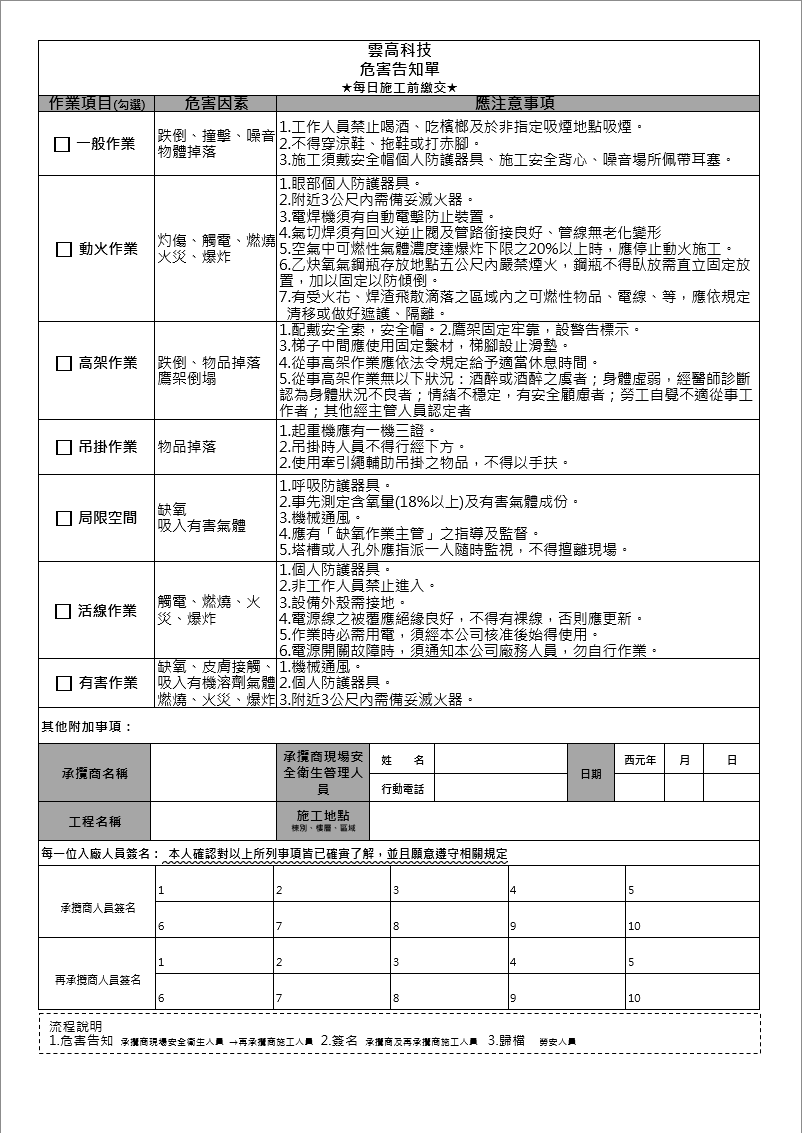 雲高科技
危害告知單
★每日施工前繳交★
作業項目(勾選) 危害因素 應注意事項
一般作業
跌倒、撞擊、噪音
物體掉落
1.工作人員禁止喝酒、吃檳榔及於非指定吸煙地點吸煙。
2.不得穿涼鞋、拖鞋或打赤腳。
3.施工須戴安全帽個人防護器具、施工安全背心、噪音場所佩帶耳塞。
動火作業
灼傷、觸電、燃燒
火災、爆炸
1.眼部個人防護器具。
2.附近3公尺內需備妥滅火器。
3.電焊機須有自動電擊防止裝置。
4.氣切焊須有回火逆止閥及管路銜接良好、管線無老化變形
5.空氣中可燃性氣體濃度達爆炸下限之20%以上時，應停止動火施工。
6.乙炔氧氣鋼瓶存放地點五公尺內嚴禁煙火，鋼瓶不得臥放需直立固定放
置，加以固定以防傾倒。
7.有受火花、焊渣飛散滴落之區域內之可燃性物品、電線、等，應依規定
清移或做好遮護、隔離。
高架作業
跌倒、物品掉落
鷹架倒塌
1.配戴安全索，安全帽。2.鷹架固定牢靠，設警告標示。
3.梯子中間應使用固定繫材，梯腳設止滑墊。
4.從事高架作業應依法令規定給予適當休息時間。
5.從事高架作業無以下狀況：酒醉或酒醉之虞者；身體虛弱，經醫師診斷
認為身體狀況不良者；情緒不穩定，有安全顧慮者；勞工自覺不適從事工
作者；其他經主管人員認定者
吊掛作業
物品掉落
1.起重機應有一機三證。
2.吊掛時人員不得行經下方。
2.使用牽引繩輔助吊掛之物品，不得以手扶。
局限空間
缺氧
吸入有害氣體
1.呼吸防護器具。
2.事先測定含氧量(18%以上)及有害氣體成份。
3.機械通風。
4.應有「缺氧作業主管」之指導及監督。
5.塔槽或人孔外應指派一人隨時監視，不得擅離現場。
活線作業
觸電、燃燒、火
災、爆炸
1.個人防護器具。
2.非工作人員禁止進入。
3.設備外殼需接地。
4.電源線之被覆應絕緣良好，不得有裸線，否則應更新。
5.作業時必需用電，須經本公司核准後始得使用。
6.電源開關故障時，須通知本公司廠務人員，勿自行作業。
有害作業
缺氧、皮膚接觸、
吸入有機溶劑氣體
燃燒、火災、爆炸
1.機械通風。
2.個人防護器具。
3.附近3公尺內需備妥滅火器。
其他附加事項：
承攬商名稱
承攬商現場安
全衛生管理人
員
姓 名
行動電話
日期
西元年 月 日
工程名稱
施工地點
棟別、樓層、區域
每一位入廠人員簽名： 本人確認對以上所列事項皆已確實了解，並且願意遵守相關規定
承攬商人員簽名
1 2 3 4 5
6 7 8 9 10
再承攬商人員簽名
1 2 3 4 5
6 7 8 9 10
流程說明
1.危害告知 承攬商現場安全衛生人員 →再承攬商施工人員 2.簽名 承攬商及再承攬商施工人員 3.歸檔 勞安人員